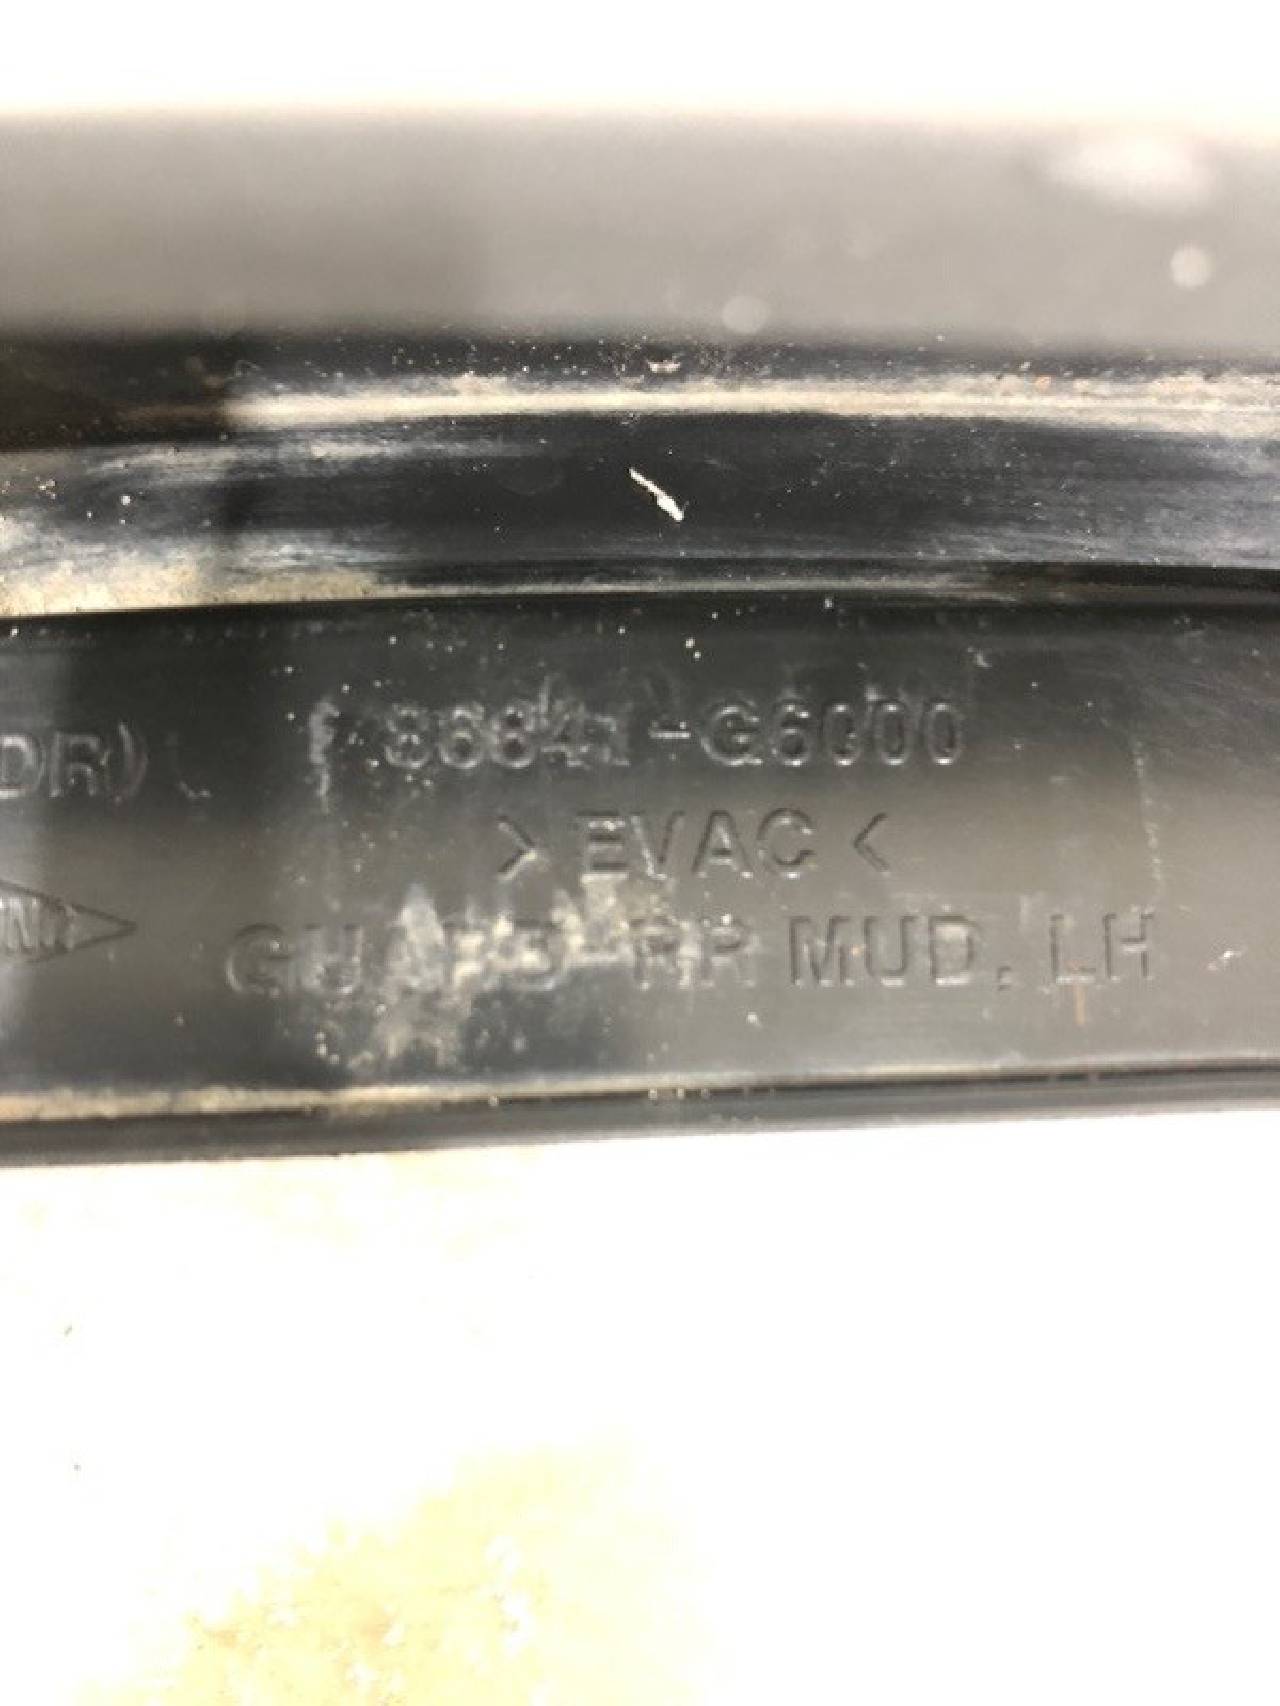 DR)
86841-G6000
>EVAC<
GUARD-RR MUD, LH